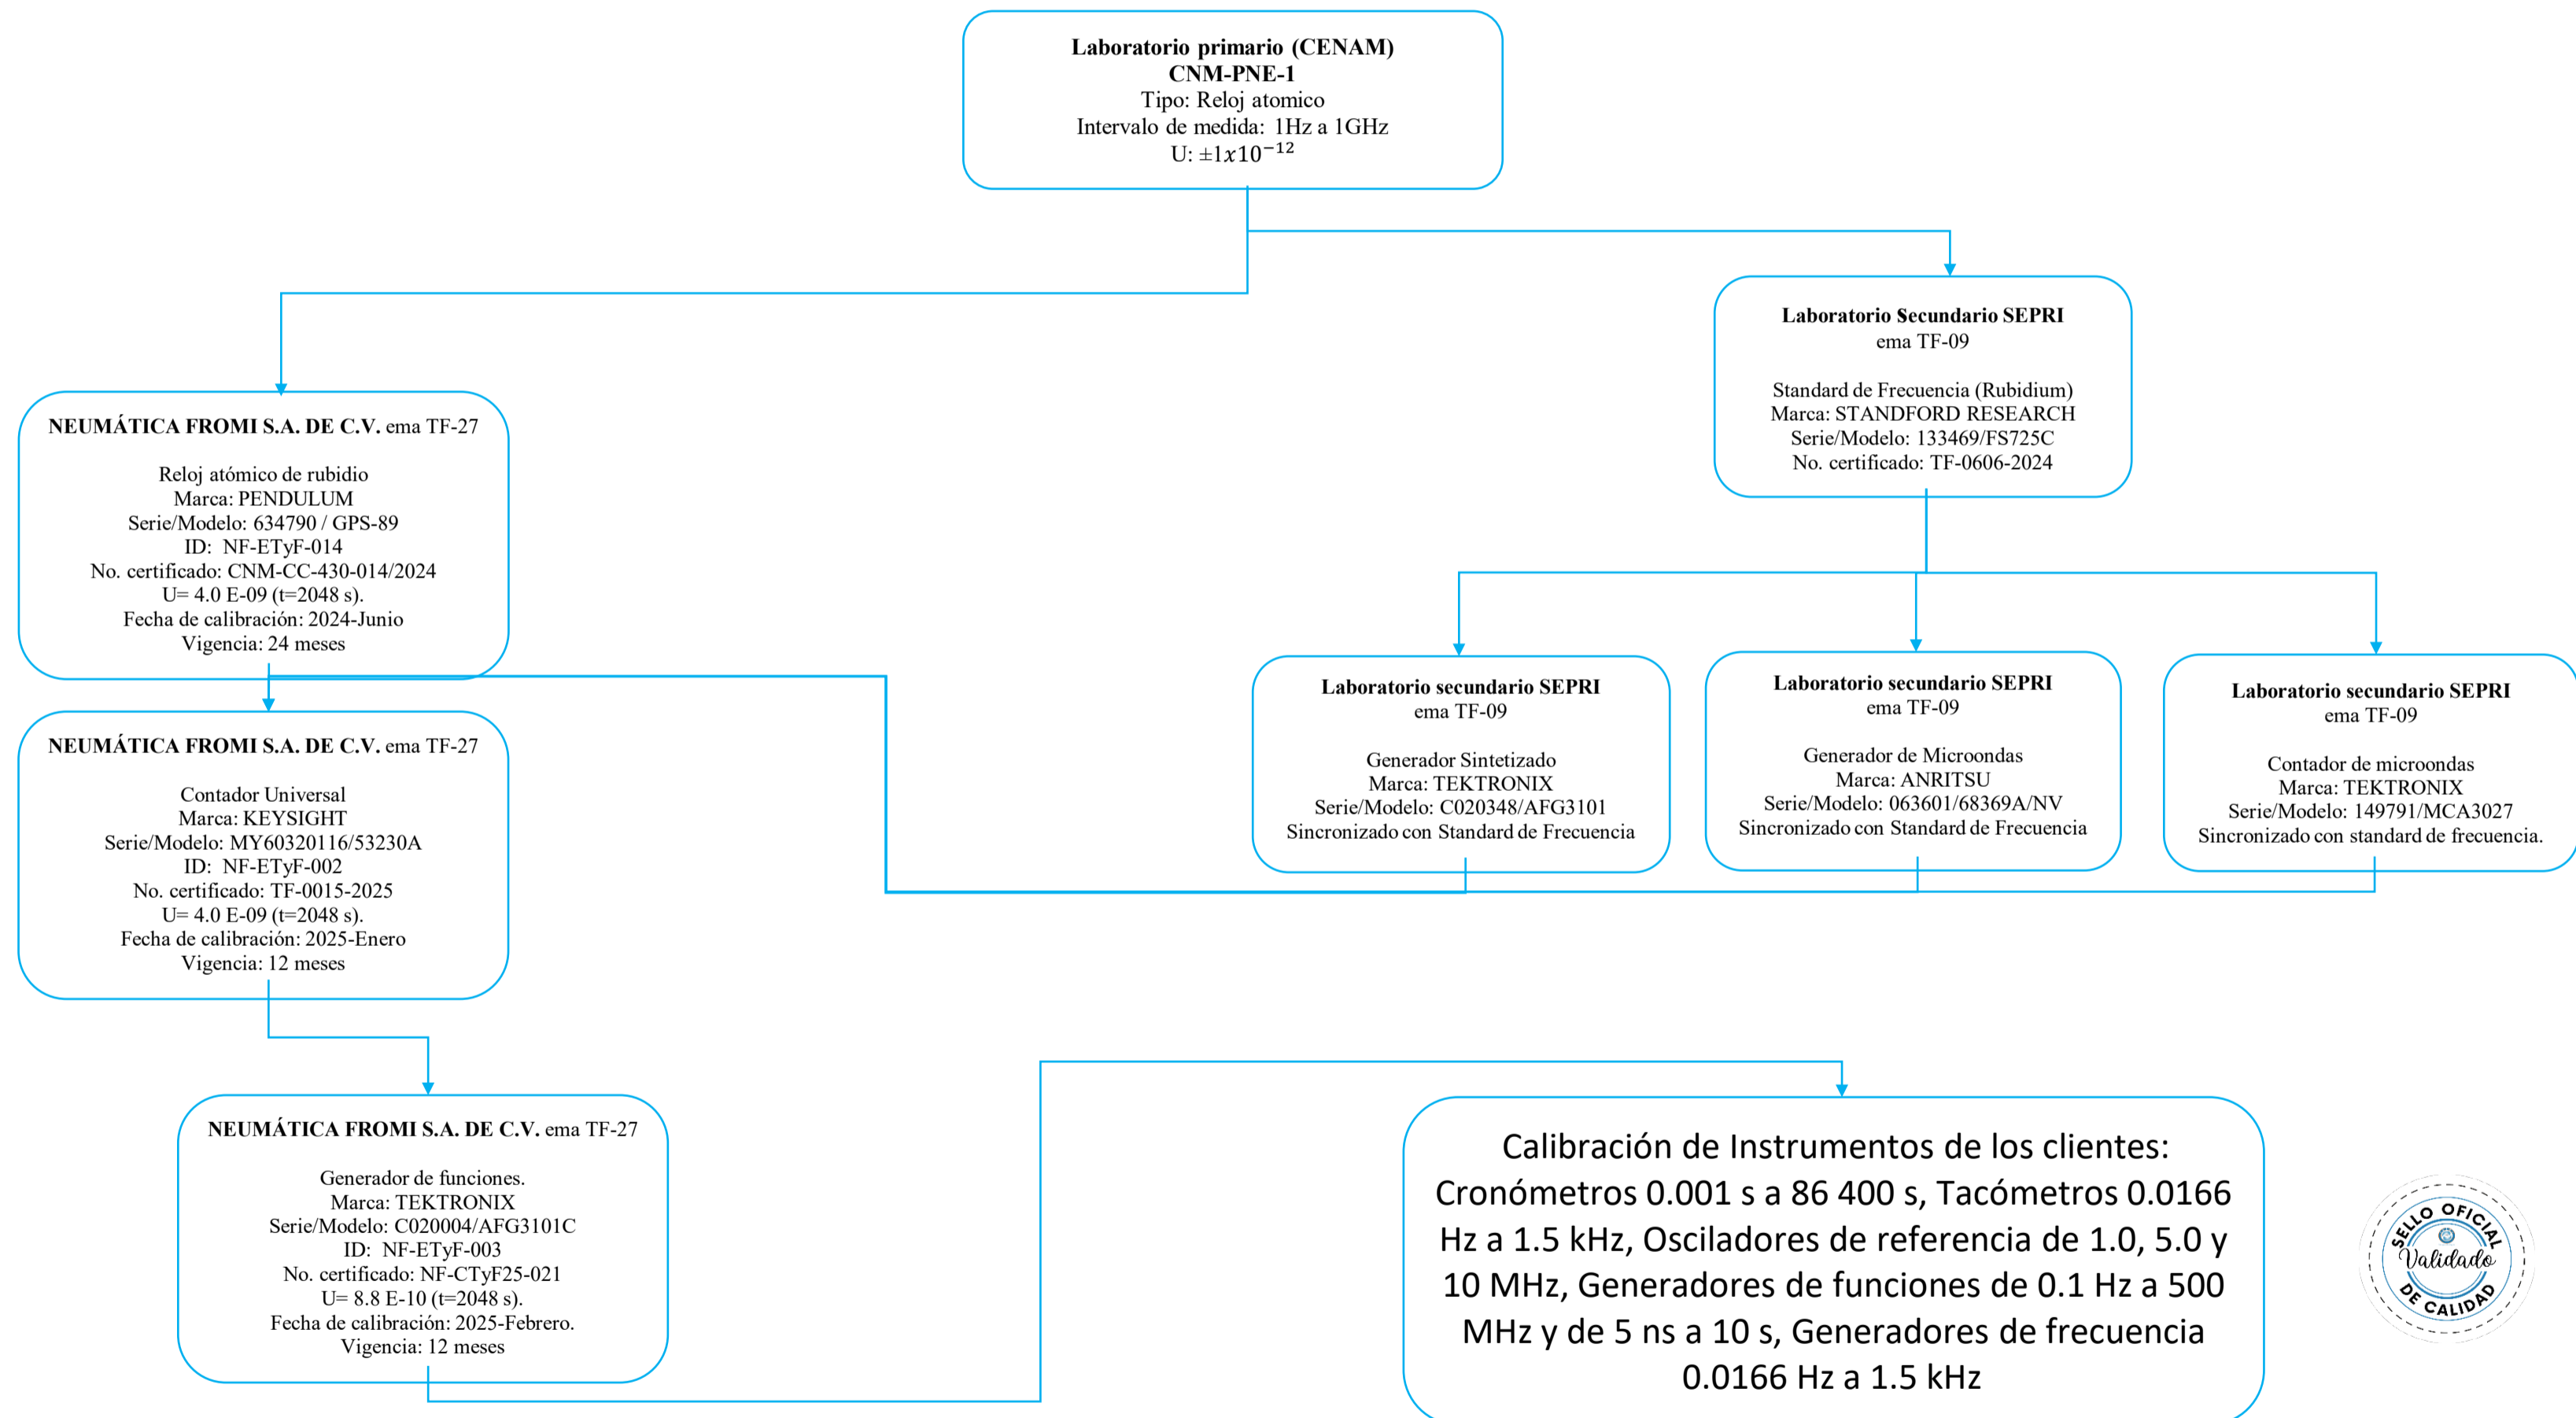 Laboratorio primario (CENAM)
CNM-PNE-1
Tipo: Reloj atomico
Intervalo de medida: 1Hz a 1GHz
U: ±1x10⁻¹²
Laboratorio Secundario SEPRI
ema TF-09
Standard de Frecuencia (Rubidium)
Marca: STANDFORD RESEARCH
Serie/Modelo: 133469/FS725C
No. certificado: TF-0606-2024
NEUMÁTICA FROMI S.A. DE C.V. ema TF-27
Reloj atómico de rubidio
Marca: PENDULUM
Serie/Modelo: 634790 / GPS-89
ID: NF-ETyF-014
No. certificado: CNM-CC-430-014/2024
U= 4.0 E-09 (t=2048 s).
Fecha de calibración: 2024-Junio
Vigencia: 24 meses
Laboratorio secundario SEPRI
ema TF-09
Generador Sintetizado
Marca: TEKTRONIX
Serie/Modelo: C020348/AFG3101
Sincronizado con Standard de Frecuencia
Laboratorio secundario SEPRI
ema TF-09
Generador de Microondas
Marca: ANRITSU
Serie/Modelo: 063601/68369A/NV
Sincronizado con Standard de Frecuencia
Laboratorio secundario SEPRI
ema TF-09
Contador de microondas
Marca: TEKTRONIX
Serie/Modelo: 149791/MCA3027
Sincronizado con standard de frecuencia.
NEUMÁTICA FROMI S.A. DE C.V. ema TF-27
Contador Universal
Marca: KEYSIGHT
Serie/Modelo: MY60320116/53230A
ID: NF-ETyF-002
No. certificado: TF-0015-2025
U= 4.0 E-09 (t=2048 s).
Fecha de calibración: 2025-Enero
Vigencia: 12 meses
NEUMÁTICA FROMI S.A. DE C.V. ema TF-27
Generador de funciones.
Marca: TEKTRONIX
Serie/Modelo: C020004/AFG3101C
ID: NF-ETyF-003
No. certificado: NF-CTyF25-021
U= 8.8 E-10 (t=2048 s).
Fecha de calibración: 2025-Febrero.
Vigencia: 12 meses
Calibración de Instrumentos de los clientes:
Cronómetros 0.001 s a 86 400 s, Tacómetros 0.0166
Hz a 1.5 kHz, Osciladores de referencia de 1.0, 5.0 y
10 MHz, Generadores de funciones de 0.1 Hz a 500
MHz y de 5 ns a 10 s, Generadores de frecuencia
0.0166 Hz a 1.5 kHz
SELLO OFICIAL
Validado
DE CALIDAD